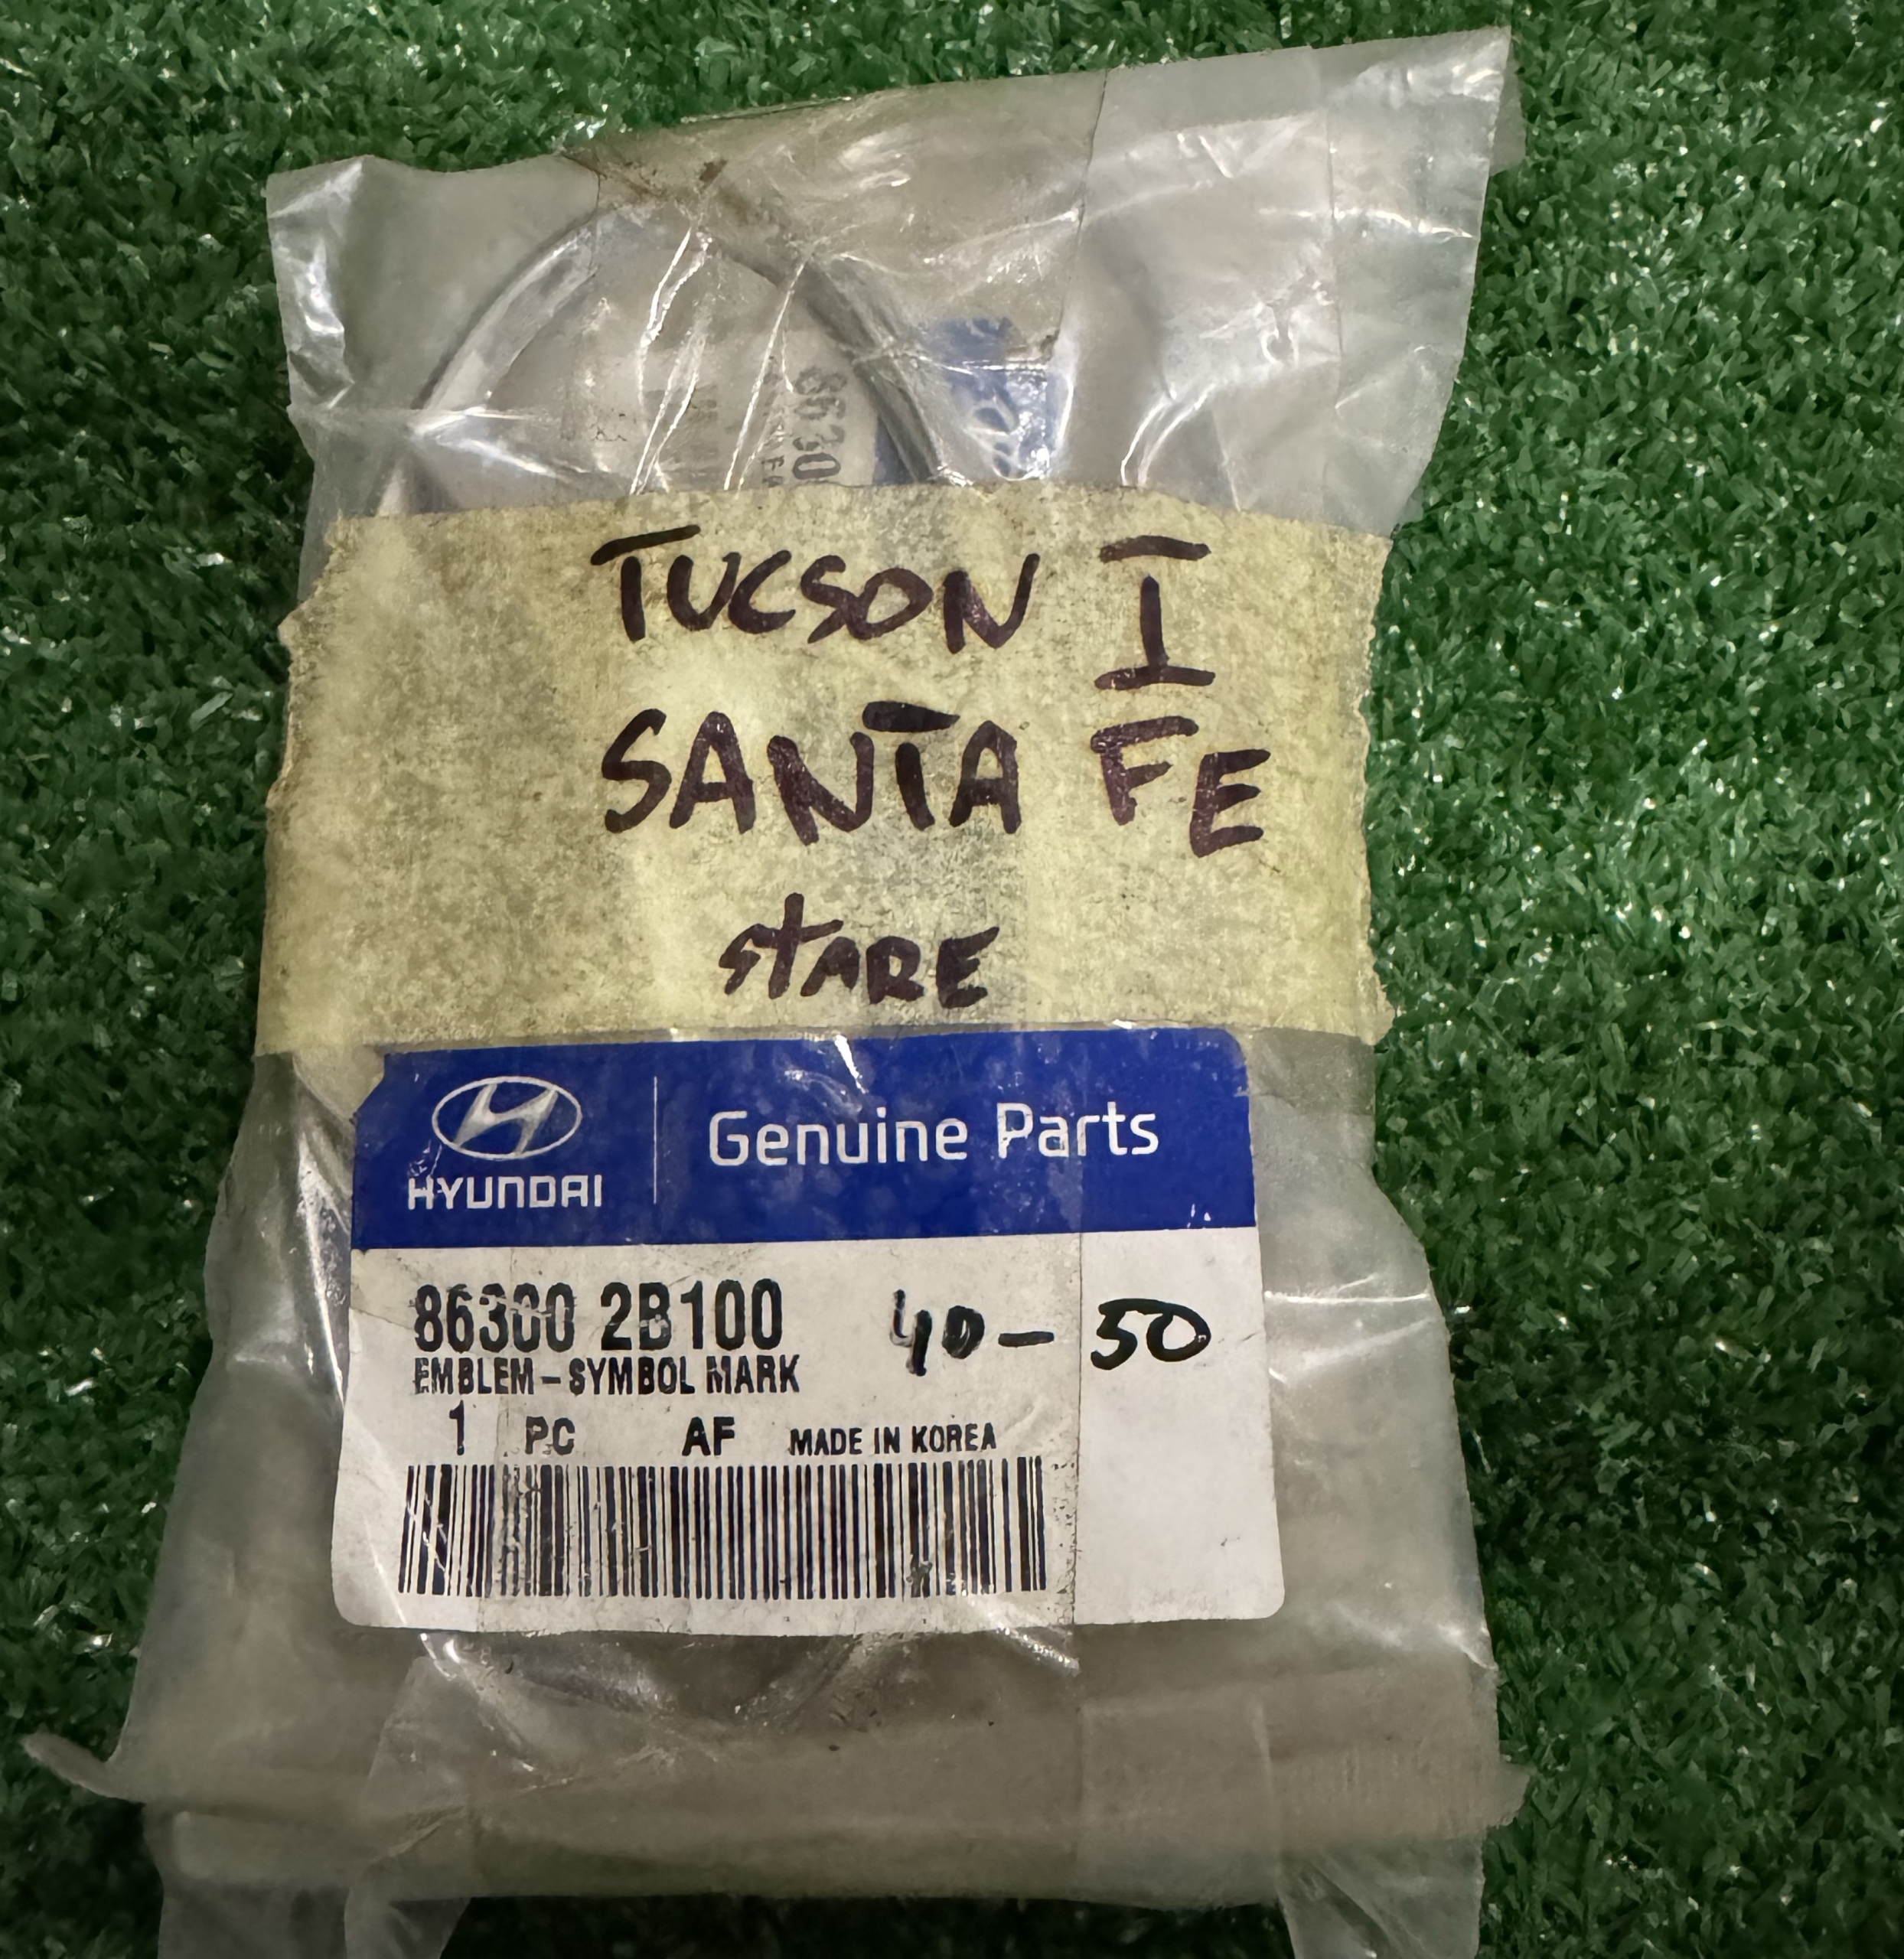 8630
TUCSON I
SANTA FE
STARE
HYUNDAI
Genuine Parts
86300 2B100 40-50
EMBLEM-SYMBOL MARK
1 PC AF MADE IN KOREA